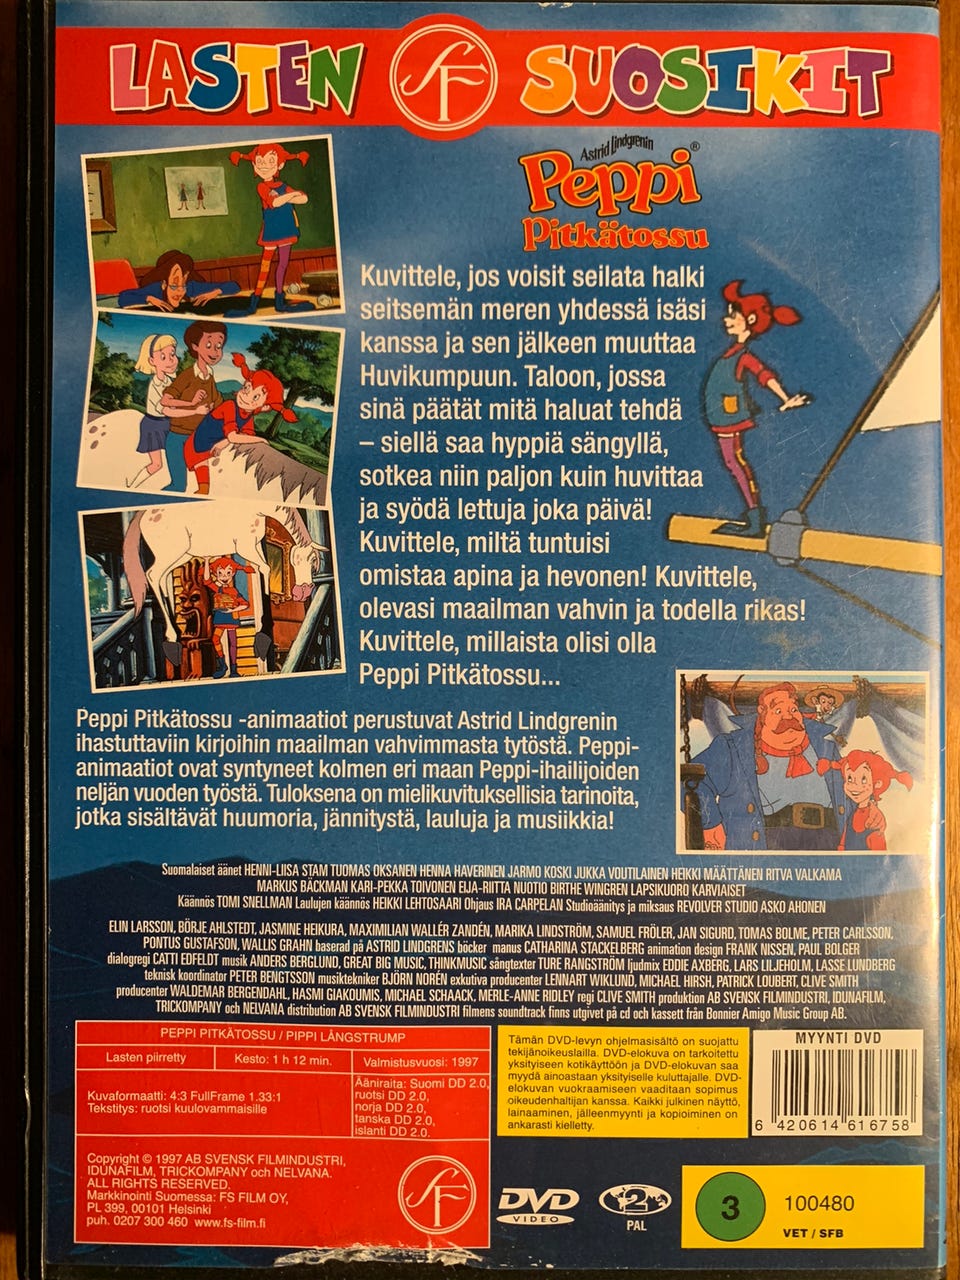 LASTEN SF SUOSIKIT
Astrid Lindgrenin
Peppi ®
Pitkätossu
Kuvittele, jos voisit seilata halki
seitsemän meren yhdessä isäsi
kanssa ja sen jälkeen muuttaa
Huvikumpuun. Taloon, jossa
sinä päätät mitä haluat tehdä
– siellä saa hyppiä sängyllä,
sotkea niin paljon kuin huvittaa
ja syödä lettuja joka päivä!
Kuvittele, miltä tuntuisi
omistaa apina ja hevonen! Kuvittele,
olevasi maailman vahvin ja todella rikas!
Kuvittele, millaista olisi olla
Peppi Pitkätossu...
Peppi Pitkätossu -animaatiot perustuvat Astrid Lindgrenin
ihastuttaviin kirjoihin maailman vahvimmasta tytöstä. Peppi-
animaatiot ovat syntyneet kolmen eri maan Peppi-ihailijoiden
neljän vuoden työstä. Tuloksena on mielikuvituksellisia tarinoita,
jotka sisältävät huumoria, jännitystä, lauluja ja musiikkia!
Suomalaiset äänet HENNI-LIISA STAM TUOMAS OKSANEN HENNA HAVERINEN JARMO KOSKI JUKKA VOUTILAINEN HEIKKI MÄÄTTÄNEN RITVA VALKAMA
MARKUS BÄCKMAN KARI-PEKKA TOIVONEN EIJA-RIITTA NUOTIO BIRTHE WINGREN LAPSIKUORO KARVIAISET
Käännös TOMI SNELLMAN Laulujen käännös HEIKKI LEHTOSAARI Ohjaus IRA CARPELAN Studioäänitys ja miksaus REVOLVER STUDIO ASKO AHONEN
ELIN LARSSON, BÖRJE AHLSTEDT, JASMINE HEIKURA, MAXIMILIAN WALLÉR ZANDÉN, MARIKA LINDSTRÖM, SAMUEL FRÖLER, JAN SIGURD, TOMAS BOLME, PETER CARLSSON,
PONTUS GUSTAFSON, WALLIS GRAHN baserad på ASTRID LINDGRENS böcker manus CATHARINA STACKELBERG animation design FRANK NISSEN, PAUL BOLGER
dialogregi CATTI EDFELDT musik ANDERS BERGLUND, GREAT BIG MUSIC, THINKMUSIC sångtexter TURE RANGSTRÖM ljudmix EDDIE AXBERG, LARS LILJEHOLM, LASSE LUNDBERG
teknisk koordinator PETER BENGTSSON musiktekniker BJÖRN NORÉN exkutiva producenter LENNART WIKLUND, MICHAEL HIRSH, PATRICK LOUBERT, CLIVE SMITH
producenter WALDEMAR BERGENDAHL, HASMI GIAKOUMIS, MICHAEL SCHAACK, MERLE-ANNE RIDLEY regi CLIVE SMITH produktion AB SVENSK FILMINDUSTRI, IDUNAFILM,
TRICKOMPANY och NELVANA distribution AB SVENSK FILMINDUSTRI filmens soundtrack finns utgivet på cd och kassett från Bonnier Amigo Music Group AB.
PEPPI PITKÄTOSSU / PIPPI LÅNGSTRUMP
Lasten piirretty
Kesto: 1 h 12 min.
Valmistusvuosi: 1997
Kuvaformaatti: 4:3 FullFrame 1.33:1
Tekstitys: ruotsi kuulovammaisille
Ääniraita: Suomi DD 2.0,
ruotsi DD 2.0,
norja DD 2.0,
tanska DD 2.0,
islanti DD 2.0.
Copyright © 1997 AB SVENSK FILMINDUSTRI,
IDUNAFILM, TRICKOMPANY och NELVANA.
ALL RIGHTS RESERVED.
Markkinointi Suomessa: FS FILM OY,
PL 399, 00101 Helsinki
puh. 0207 300 460 www.fs-film.fi
SF
Tämän DVD-levyn ohjelmasisältö on suojattu
tekijänoikeuslailla. DVD-elokuva on tarkoitettu
yksityiseen kotikäyttöön ja DVD-elokuvan saa
myydä ainoastaan yksityiselle kuluttajalle. DVD-
elokuvan vuokraamiseen vaaditaan sopimus
oikeudenhaltijan kanssa. Kaikki julkinen näyttö,
lainaaminen, jälleenmyynti ja kopioiminen on
ankarasti kielletty.
MYYNTI DVD
6 420614 616758
DVD
VIDEO
2
PAL
3
100480
VET / SFB